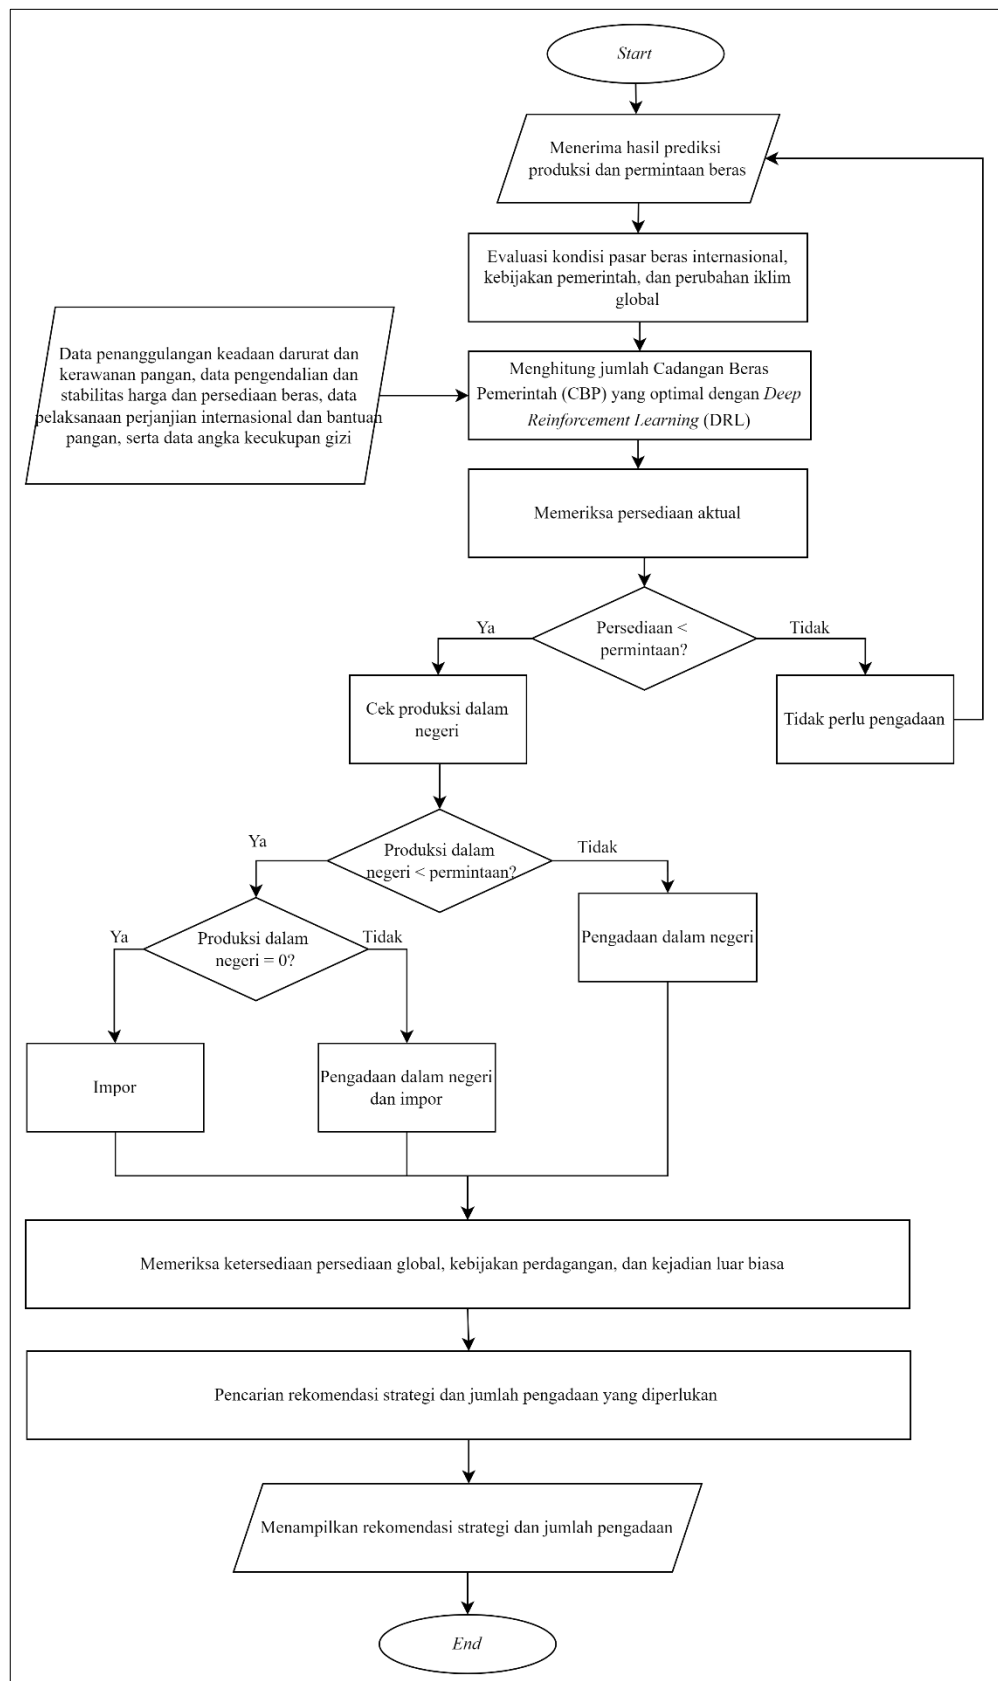 Start
Menerima hasil prediksi
produksi dan permintaan beras
Evaluasi kondisi pasar beras internasional,
kebijakan pemerintah, dan perubahan iklim
global
Data penanggulangan keadaan darurat dan
kerawanan pangan, data pengendalian dan
stabilitas harga dan persediaan beras, data
pelaksanaan perjanjian internasional dan bantuan
pangan, serta data angka kecukupan gizi
Menghitung jumlah Cadangan Beras
Pemerintah (CBP) yang optimal dengan Deep
Reinforcement Learning (DRL)
Memeriksa persediaan aktual
Persediaan <
permintaan?
Ya
Tidak
Cek produksi dalam
negeri
Tidak perlu pengadaan
Produksi dalam
negeri < permintaan?
Ya
Tidak
Produksi dalam
negeri = 0?
Ya
Tidak
Pengadaan dalam negeri
Impor
Pengadaan dalam negeri
dan impor
Memeriksa ketersediaan persediaan global, kebijakan perdagangan, dan kejadian luar biasa
Pencarian rekomendasi strategi dan jumlah pengadaan yang diperlukan
Menampilkan rekomendasi strategi dan jumlah pengadaan
End